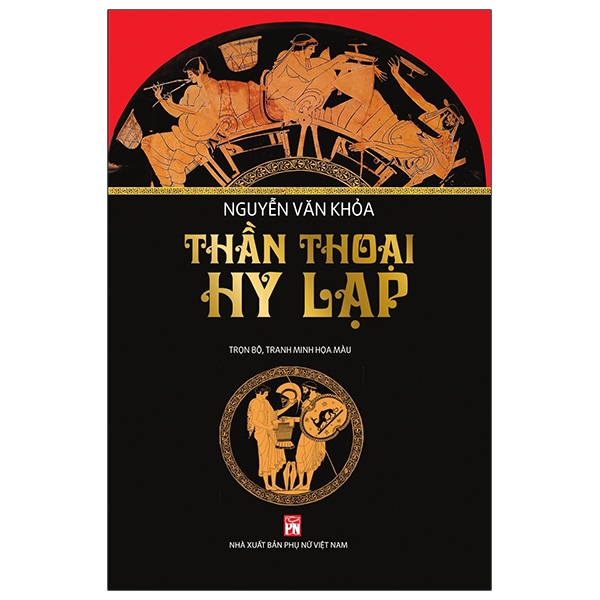 NGUYỄN VĂN KHỎA
THẦN THOẠI
HY LẠP
TRỌN BỘ, TRANH MINH HỌA MÀU
PN
NHÀ XUẤT BẢN PHỤ NỮ VIỆT NAM